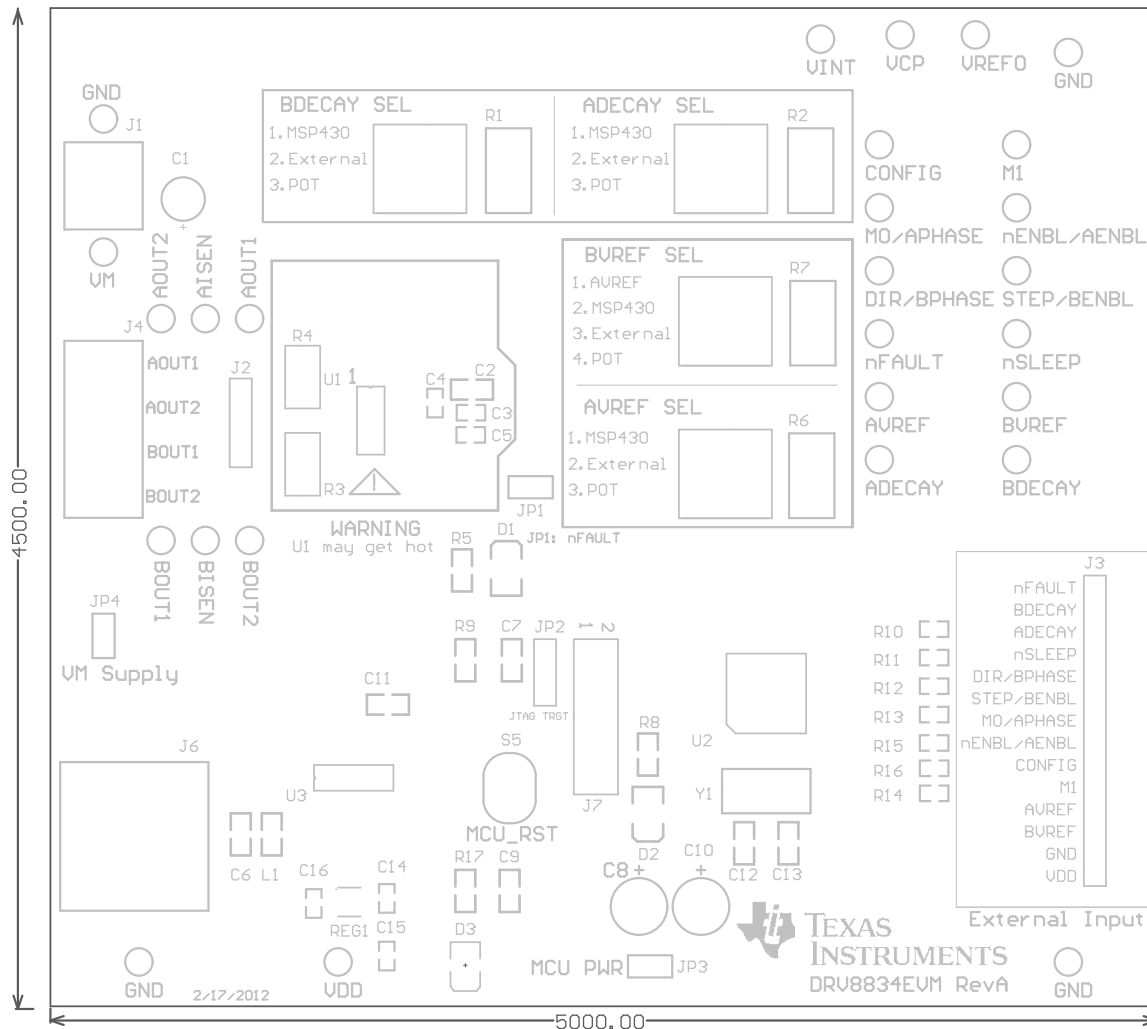 VINT
VCP
VREFO
GND
GND
J1
C1
VM
BDECAY SEL
1.MSP430
2.External
3.POT
R1
ADECAY SEL
1.MSP430
2.External
3.POT
R2
CONFIG
M1
MO/APHASE
nENBL/AENBL
DIR/BPHASE
STEP/BENBL
nFAULT
nSLEEP
AVREF
BVREF
ADECAY
BDECAY
AOUT2
AISEN
AOUT1
J4
AOUT1
AOUT2
BOUT1
BOUT2
J2
R4
U1 1
R3
C4
C2
C3
C5
WARNING
U1 may get hot
BVREF SEL
1.AVREF
2.MSP430
3.External
4.POT
R7
AVREF SEL
1.MSP430
2.External
3.POT
R6
JP1
JP1: nFAULT
D1
R5
BOUT1
BISEN
BOUT2
JP4
VM Supply
R9
C7
JP2
1 2
JTAG TRGT
C11
J6
U3
S5
MCU_RST
J7
R8
U2
Y1
D2
C8 +
C10
+
C12
C13
C6
L1
C16
REG1
C14
C15
R17
C9
D3
+
MCU PWR
JP3
R10
R11
R12
R13
R15
R16
R14
J3
nFAULT
BDECAY
ADECAY
nSLEEP
DIR/BPHASE
STEP/BENBL
MO/APHASE
nENBL/AENBL
CONFIG
M1
AVREF
BVREF
GND
VDD
External Input
TEXAS
INSTRUMENTS
DRV8834EVM RevA
GND
2/17/2012
VDD
GND
4500.00
5000.00